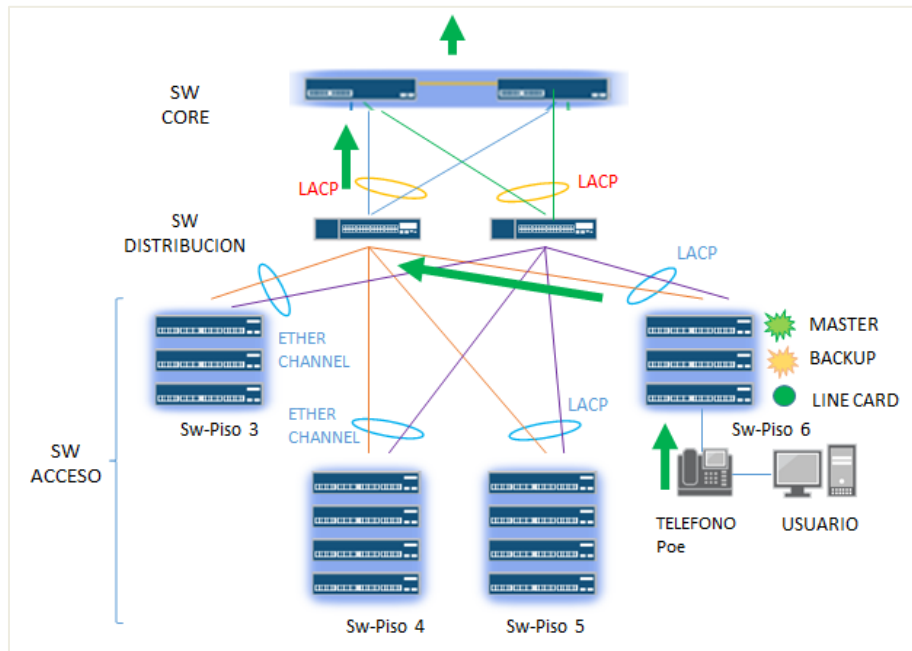 SW
CORE
LACP
LACP
SW
DISTRIBUCION
LACP
ETHER
CHANNEL
MASTER
BACKUP
LINE CARD
Sw-Piso 3
ETHER
CHANNEL
LACP
Sw-Piso 6
SW
ACCESO
TELEFONO
Poe
USUARIO
Sw-Piso 4
Sw-Piso 5